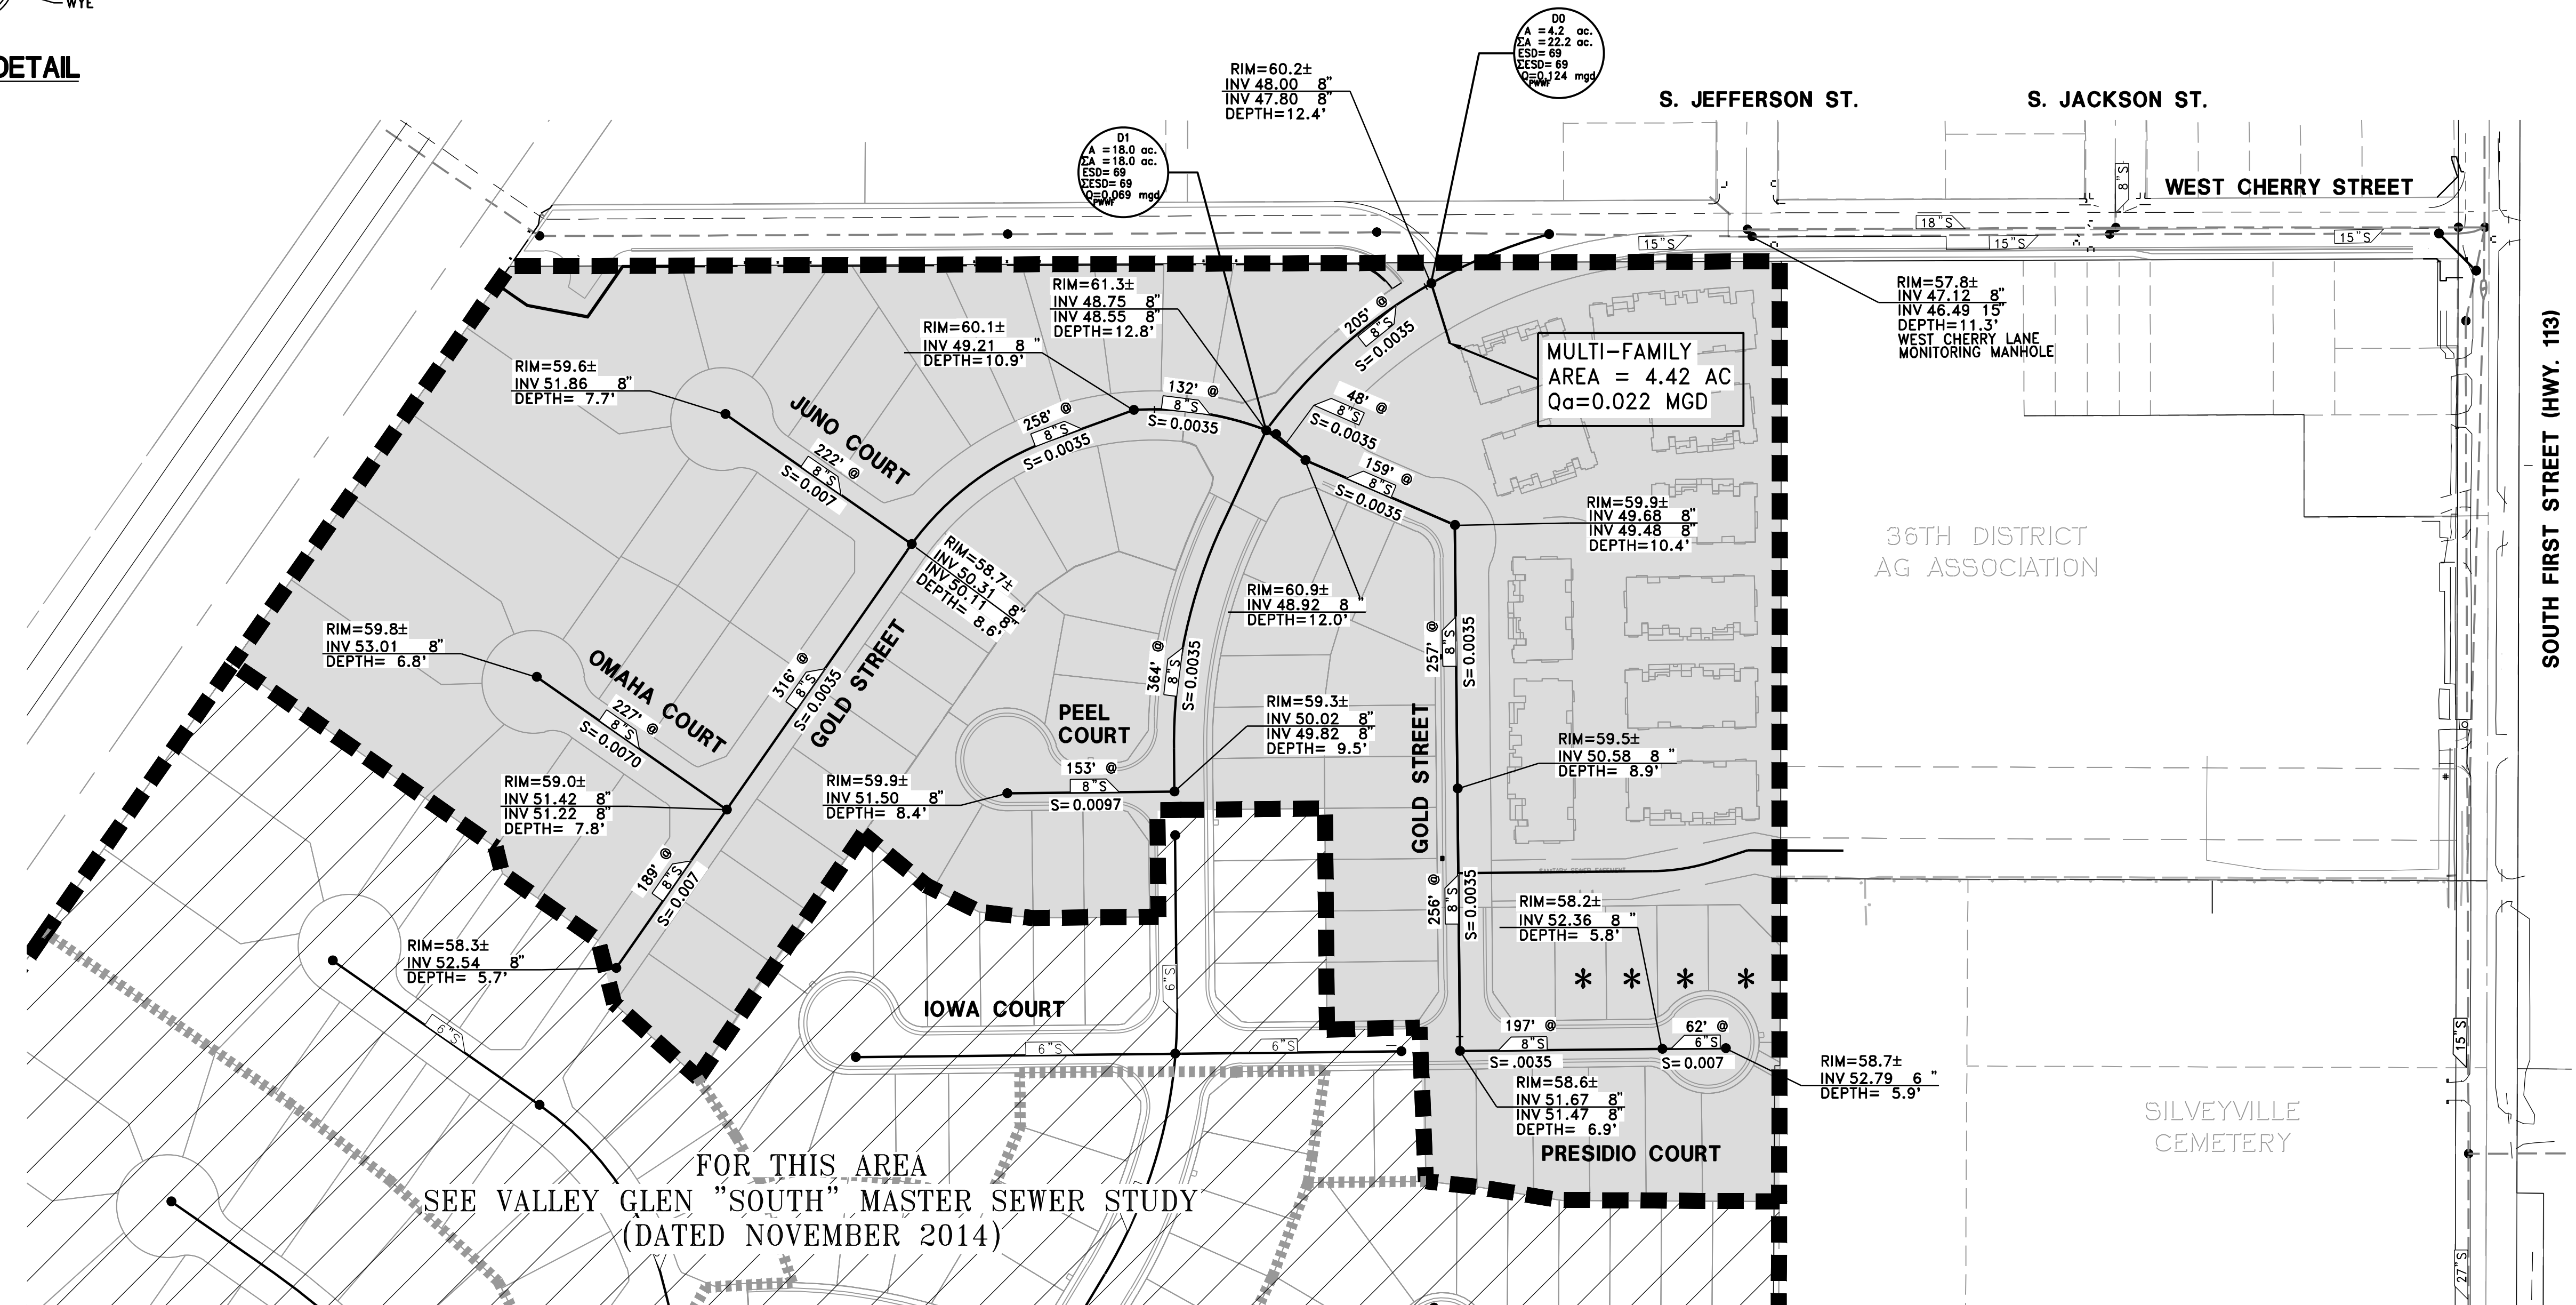 WYE
DETAIL
D0
A =4.2 ac.
ΣA =22.2 ac.
ESD= 69
ΣESD= 69
Q=0.124 mgd
PWWF
RIM=60.2±
INV 48.00 8"
INV 47.80 8"
DEPTH=12.4'
S. JEFFERSON ST.
S. JACKSON ST.
D1
A =18.0 ac.
ΣA =18.0 ac.
ESD= 69
ΣESD= 69
Q=0.069 mgd
PWWF
8"S
WEST CHERRY STREET
18"S
15"S
15"S
15"S
RIM=61.3±
INV 48.75 8"
INV 48.55 8"
DEPTH=12.8'
RIM=57.8±
INV 47.12 8"
INV 46.49 15"
DEPTH=11.3'
WEST CHERRY LANE
MONITORING MANHOLE
SOUTH FIRST STREET (HWY. 113)
205' @
8"S
S=0.0035
RIM=60.1±
INV 49.21 8 "
DEPTH=10.9'
MULTI-FAMILY
AREA = 4.42 AC
Qa=0.022 MGD
RIM=59.6±
INV 51.86 8"
DEPTH= 7.7'
JUNO COURT
132' @
8"S
S=0.0035
48' @
8"S
S=0.0035
258' @
8"S
S=0.0035
222' @
8"S
S=0.007
159' @
8"S
S=0.0035
RIM=59.9±
INV 49.68 8"
INV 49.48 8"
DEPTH=10.4'
36TH DISTRICT
AG ASSOCIATION
RIM=58.7±
INV 50.31 8"
INV 50.11 8"
DEPTH= 8.6'
RIM=60.9±
INV 48.92 8 "
DEPTH=12.0'
RIM=59.8±
INV 53.01 8"
DEPTH= 6.8'
OMAHA COURT
227' @
8"S
S=0.0070
316' @
8"S
S=0.0035
GOLD STREET
364' @
8"S
S=0.0035
257' @
8"S
S=0.0035
PEEL
COURT
RIM=59.3±
INV 50.02 8"
INV 49.82 8"
DEPTH= 9.5'
GOLD STREET
RIM=59.5±
INV 50.58 8 "
DEPTH= 8.9'
153' @
8"S
S=0.0097
RIM=59.0±
INV 51.42 8"
INV 51.22 8"
DEPTH= 7.8'
RIM=59.9±
INV 51.50 8"
DEPTH= 8.4'
189' @
8"S
S=0.007
256' @
8"S
S=0.0035
SANITARY SEWER EASEMENT
RIM=58.2±
INV 52.36 8 "
DEPTH= 5.8'
RIM=58.3±
INV 52.54 8"
DEPTH= 5.7'
* * * *
6"S
6"S
IOWA COURT
6"S
6"S
197' @
8"S
S=.0035
62' @
6"S
S=0.007
RIM=58.6±
INV 51.67 8"
INV 51.47 8"
DEPTH= 6.9'
RIM=58.7±
INV 52.79 6 "
DEPTH= 5.9'
15"S
PRESIDIO COURT
SILVEYVILLE
CEMETERY
FOR THIS AREA
SEE VALLEY GLEN "SOUTH" MASTER SEWER STUDY
(DATED NOVEMBER 2014)
27"S